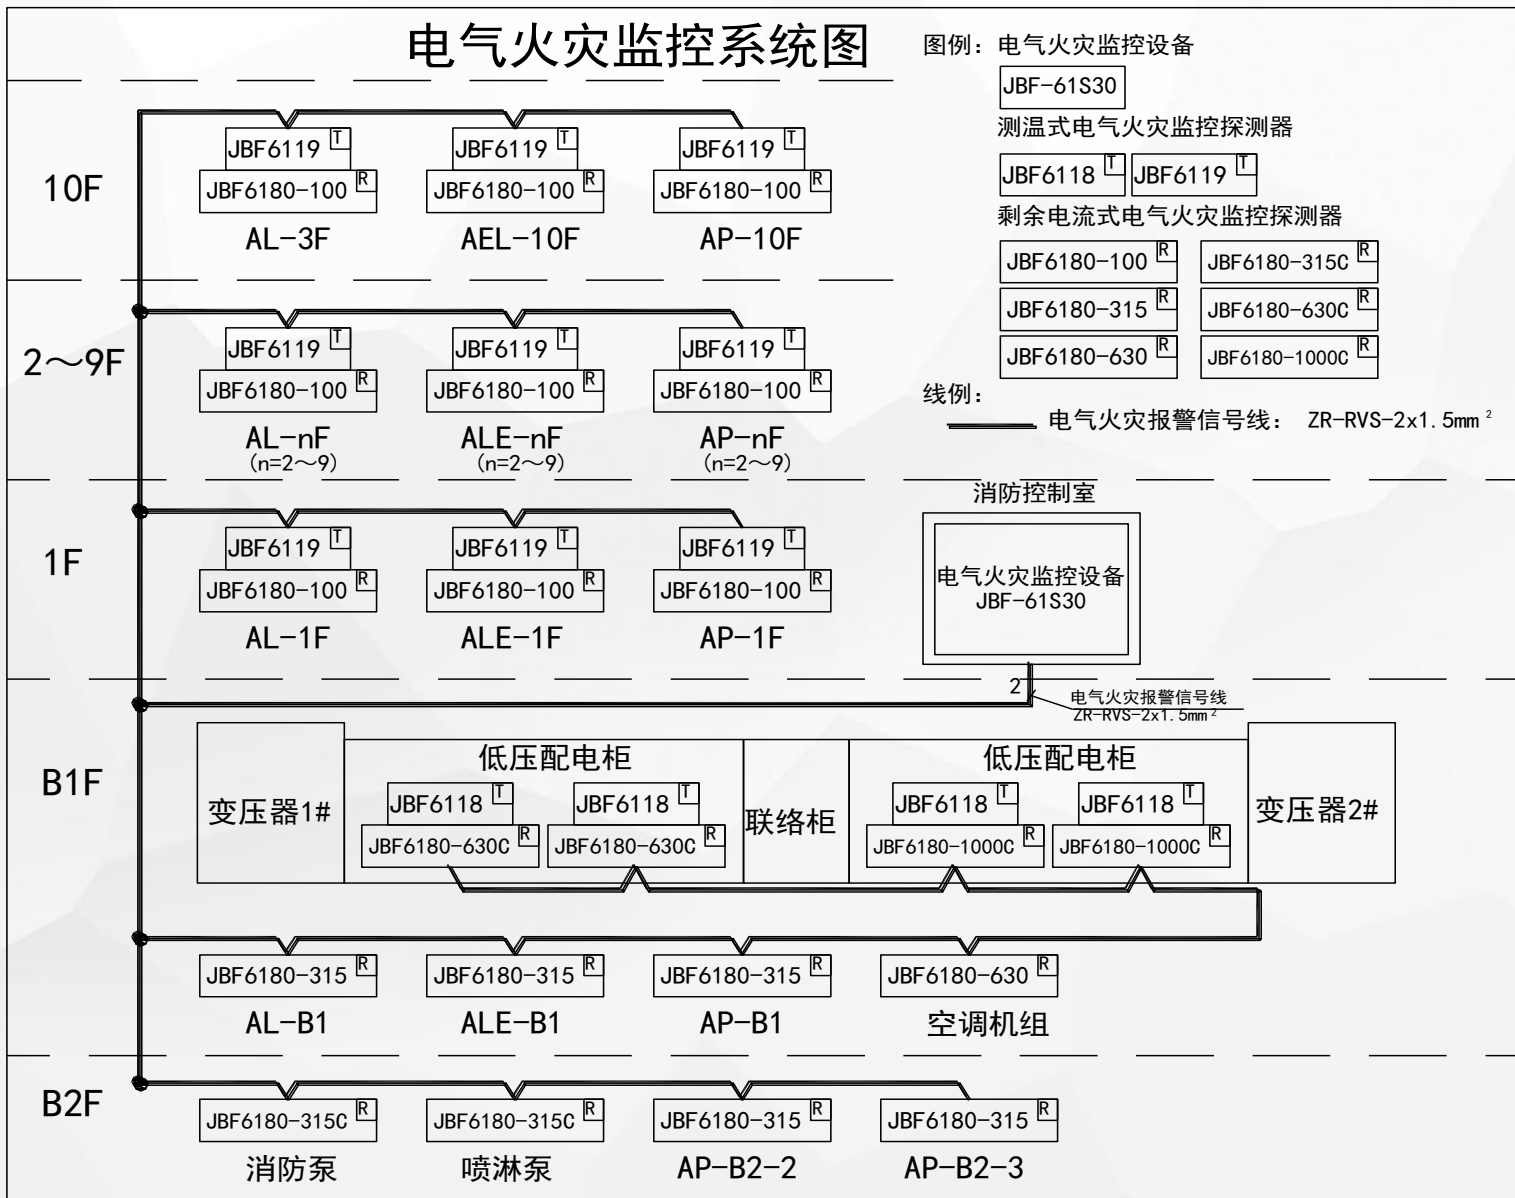 电气火灾监控系统图
图例：电气火灾监控设备
JBF-61S30
测温式电气火灾监控探测器
JBF6118 T JBF6119 T
剩余电流式电气火灾监控探测器
JBF6180-100 R JBF6180-315C R
JBF6180-315 R JBF6180-630C R
JBF6180-630 R JBF6180-1000C R
线例：
电气火灾报警信号线： ZR-RVS-2x1.5mm²
10F
JBF6119 T JBF6119 T JBF6119 T
JBF6180-100 R JBF6180-100 R JBF6180-100 R
AL-3F AEL-10F AP-10F
2～9F
JBF6119 T JBF6119 T JBF6119 T
JBF6180-100 R JBF6180-100 R JBF6180-100 R
AL-nF ALE-nF AP-nF
(n=2～9) (n=2～9) (n=2～9)
1F
JBF6119 T JBF6119 T JBF6119 T
JBF6180-100 R JBF6180-100 R JBF6180-100 R
AL-1F ALE-1F AP-1F
消防控制室
电气火灾监控设备
JBF-61S30
2
电气火灾报警信号线
ZR-RVS-2x1.5mm²
B1F
变压器1#
低压配电柜
JBF6118 T JBF6118 T
JBF6180-630C R JBF6180-630C R
联络柜
低压配电柜
JBF6118 T JBF6118 T
JBF6180-1000C R JBF6180-1000C R
变压器2#
JBF6180-315 R JBF6180-315 R JBF6180-315 R JBF6180-630 R
AL-B1 ALE-B1 AP-B1 空调机组
B2F
JBF6180-315C R JBF6180-315C R JBF6180-315 R JBF6180-315 R
消防泵 喷淋泵 AP-B2-2 AP-B2-3